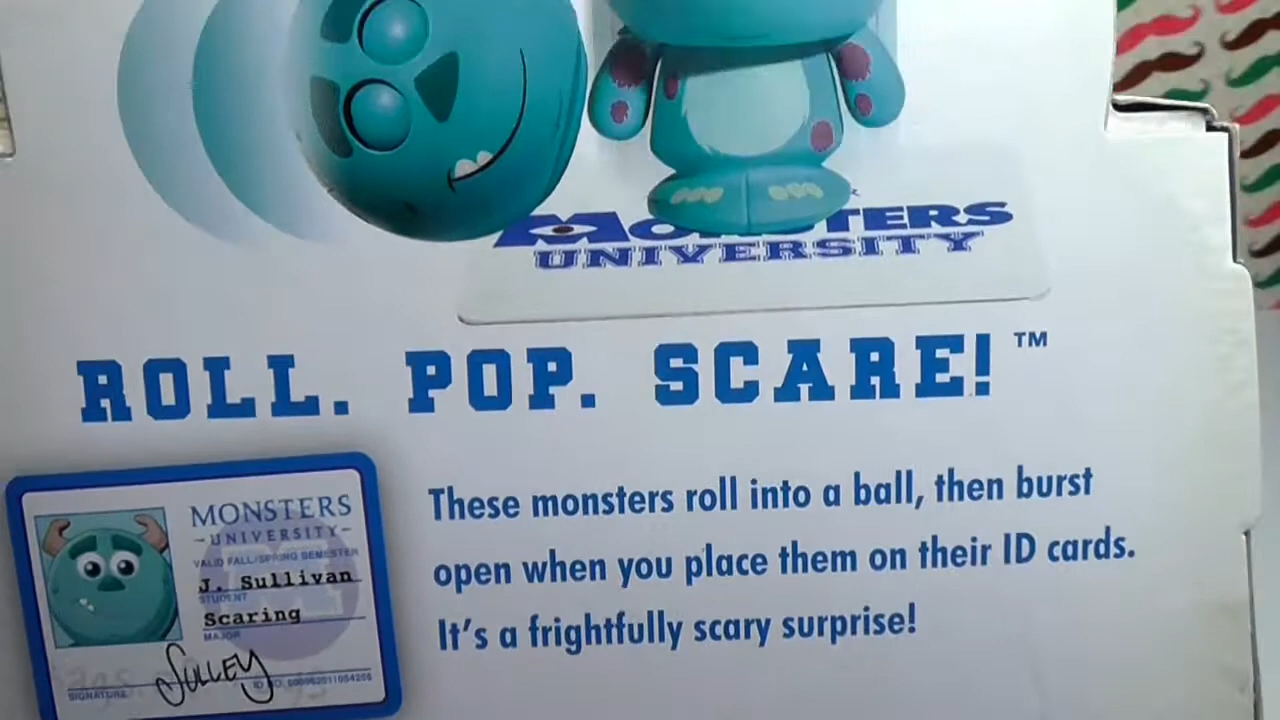 MONSTERS
UNIVERSITY
ROLL. POP. SCARE!™
MONSTERS
-UNIVERSITY-
VALID FALL/SPRING SEMESTER
J. Sullivan
STUDENT
Scaring
MAJOR
SULLEY
SIGNATURE
ID NO.
These monsters roll into a ball, then burst
open when you place them on their ID cards.
It's a frightfully scary surprise!